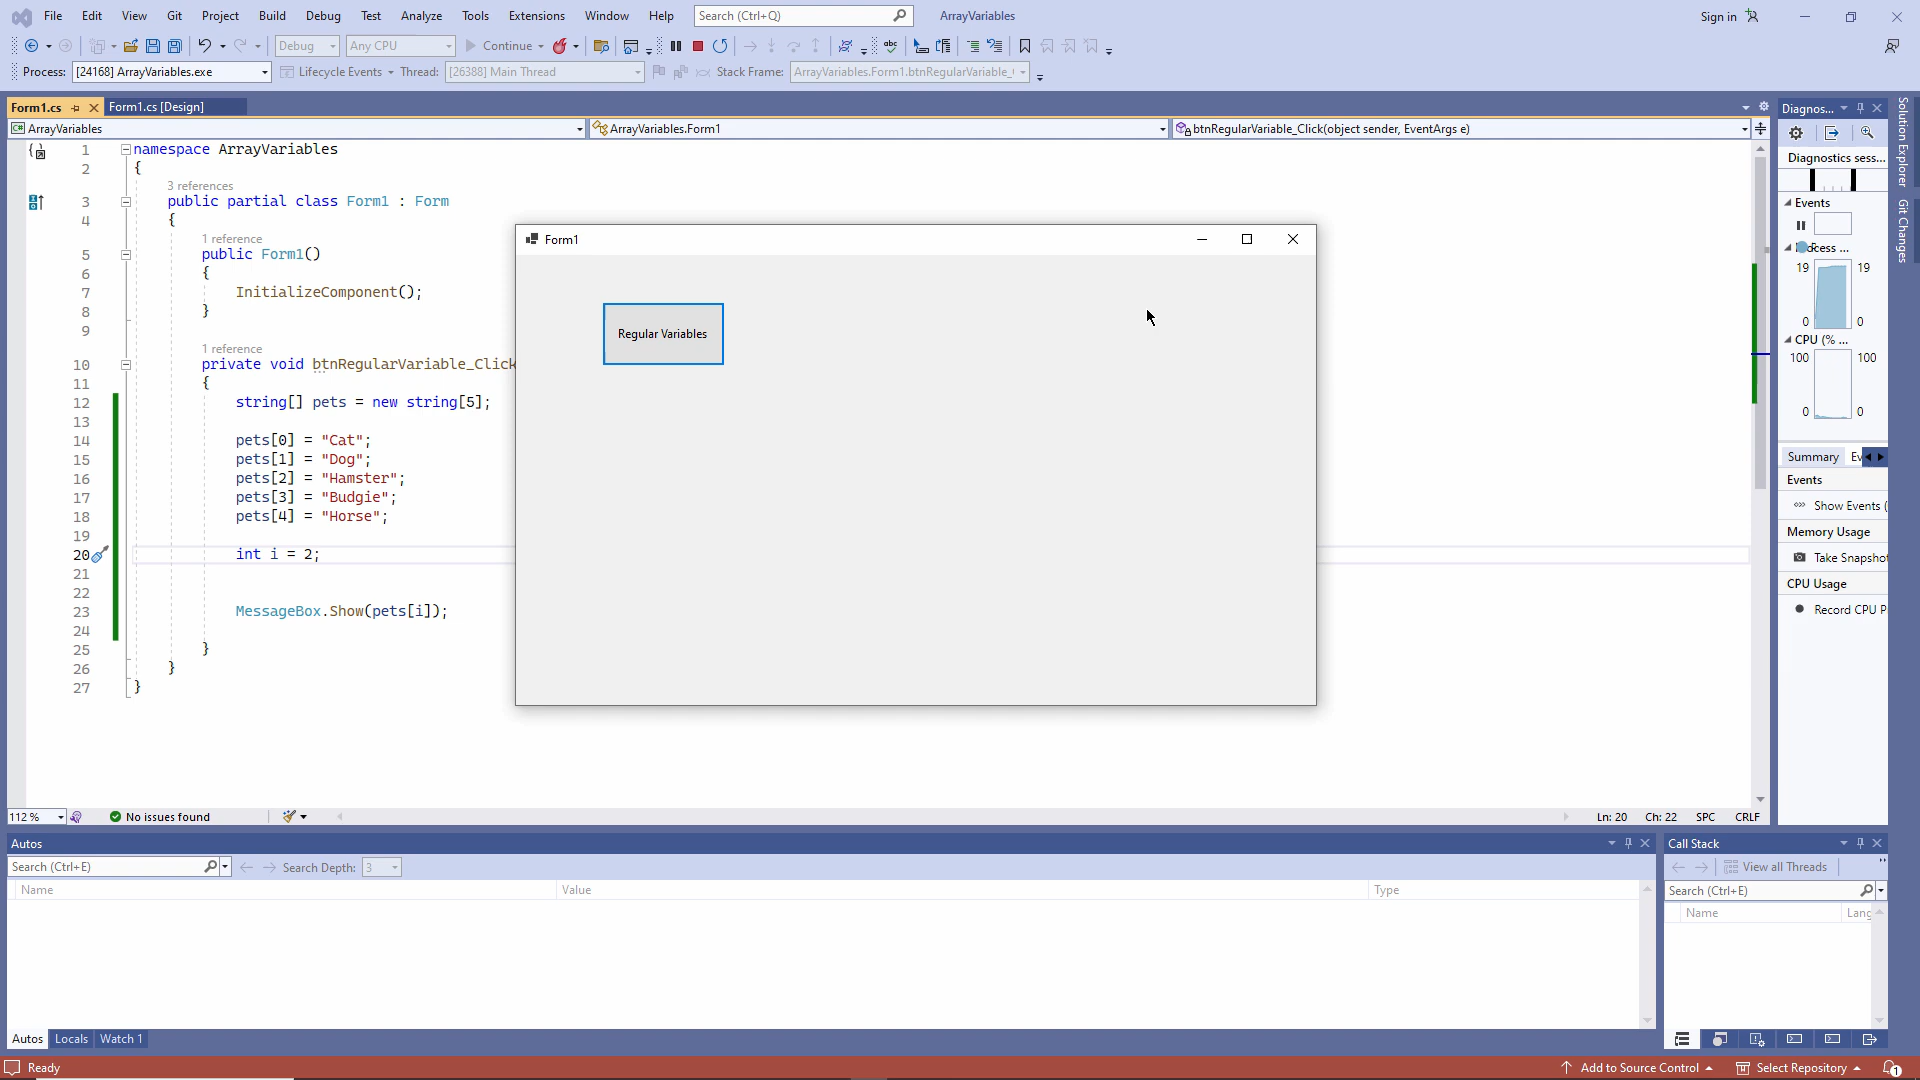 File Edit View Git Project Build Debug Test Analyze Tools Extensions Window Help Search (Ctrl+Q) ArrayVariables Sign in
Debug Any CPU Continue
Process: [24168] ArrayVariables.exe Lifecycle Events Thread: [26388] Main Thread Stack Frame: ArrayVariables.Form1.btnRegularVariable_
Form1.cs Form1.cs [Design]
ArrayVariables ArrayVariables.Form1 btnRegularVariable_Click(object sender, EventArgs e)
1 namespace ArrayVariables
2 {
3 references
3 public partial class Form1 : Form
4 {
1 reference
5 public Form1()
6 {
7 InitializeComponent();
8 }
9
1 reference
10 private void btnRegularVariable_Click
11 {
12 string[] pets = new string[5];
13
14 pets[0] = "Cat";
15 pets[1] = "Dog";
16 pets[2] = "Hamster";
17 pets[3] = "Budgie";
18 pets[4] = "Horse";
19
20 int i = 2;
21
22
23 MessageBox.Show(pets[i]);
24
25 }
26 }
27 }
Form1
Regular Variables
112 % No issues found Ln: 20 Ch: 22 SPC CRLF
Diagnos...
Diagnostics sess...
Events
19 19
0 0
CPU (% ...
100 100
0 0
Summary Ev
Events
Show Events (
Memory Usage
Take Snapshot
CPU Usage
Record CPU P
Solution Explorer
Git Changes
Autos
Search (Ctrl+E) Search Depth: 3
Name Value Type
Autos Locals Watch 1
Call Stack
View all Threads
Search (Ctrl+E)
Name Lang
Ready Add to Source Control Select Repository 1